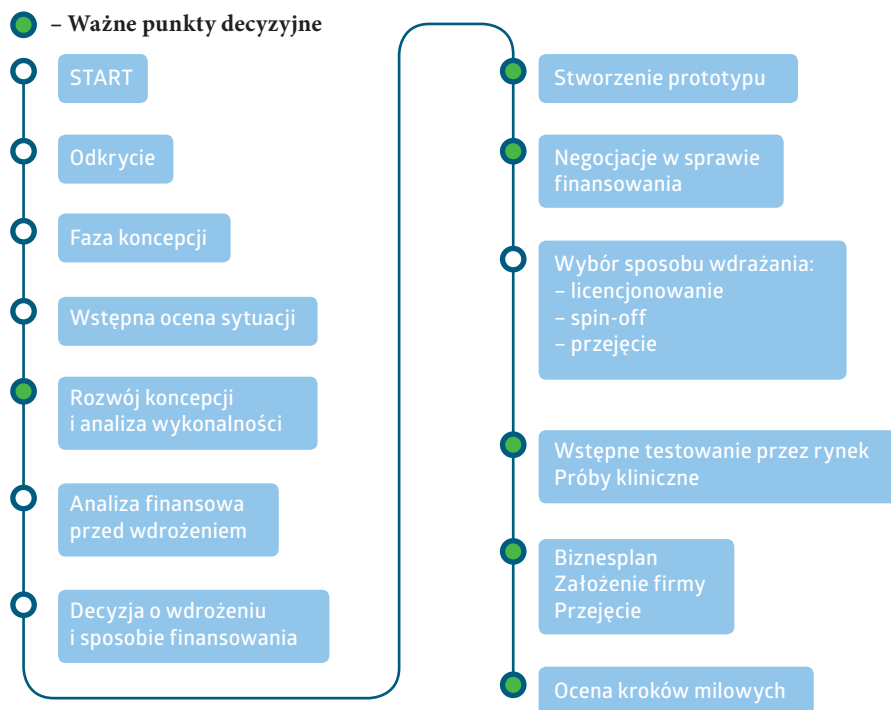 – Ważne punkty decyzyjne
START
Odkrycie
Faza koncepcji
Wstępna ocena sytuacji
Rozwój koncepcji
i analiza wykonalności
Analiza finansowa
przed wdrożeniem
Decyzja o wdrożeniu
i sposobie finansowania
Stworzenie prototypu
Negocjacje w sprawie
finansowania
Wybór sposobu wdrażania:
– licencjonowanie
– spin-off
– przejęcie
Wstępne testowanie przez rynek
Próby kliniczne
Biznesplan
Założenie firmy
Przejęcie
Ocena kroków milowych